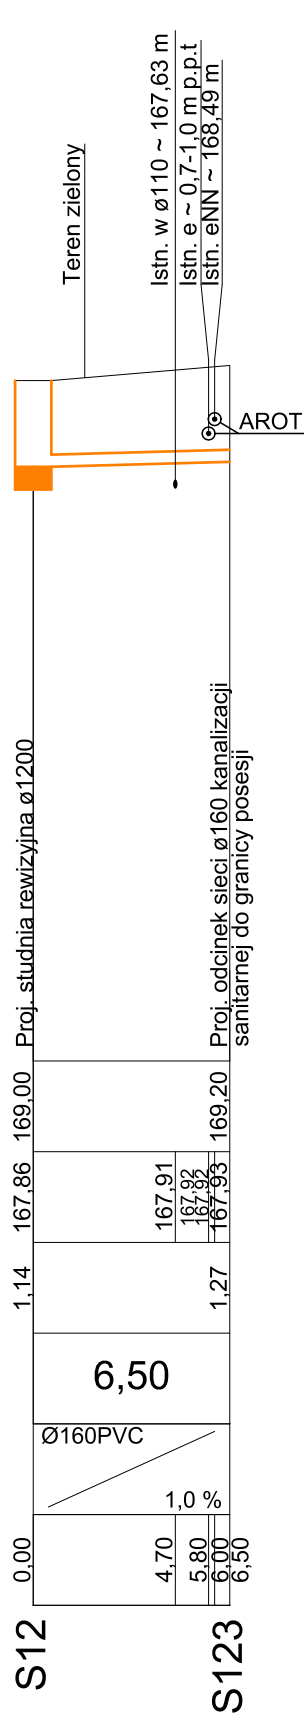 Teren zielony
Istn. w ø110 ~ 167,63 m
Istn. e ~ 0,7-1,0 m p.p.t
Istn. eNN ~ 168,49 m
AROT
Proj. studnia rewizyjna ø1200
Proj. odcinek sieci ø160 kanalizacji
sanitarnej do granicy posesji
169,00
169,20
167,86
167,91
167,92
167,92
167,93
1,14
1,27
6,50
Ø160PVC
1,0 %
0,00
4,70
5,80
6,00
6,50
S12
S123